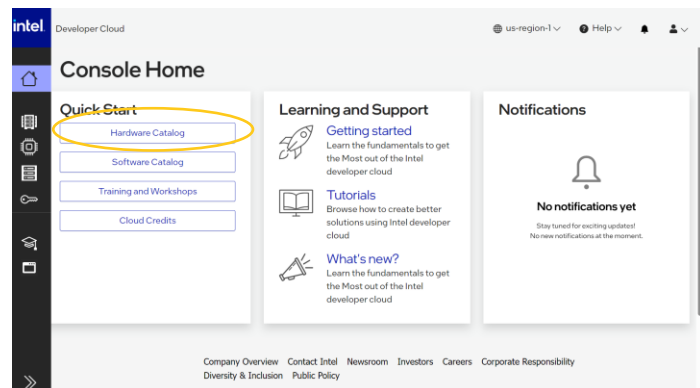 intel. Developer Cloud us-region-1 Help
Console Home
Quick Start
Hardware Catalog
Software Catalog
Training and Workshops
Cloud Credits
Learning and Support
Getting started
Learn the fundamentals to get
the Most out of the Intel
developer cloud
Tutorials
Browse how to create better
solutions using Intel developer
cloud
What's new?
Learn the fundamentals to get
the Most out of the Intel
developer cloud
Notifications
No notifications yet
Stay tuned for exciting updates!
No new notifications at the moment.
Company Overview Contact Intel Newsroom Investors Careers Corporate Responsibility
Diversity & Inclusion Public Policy